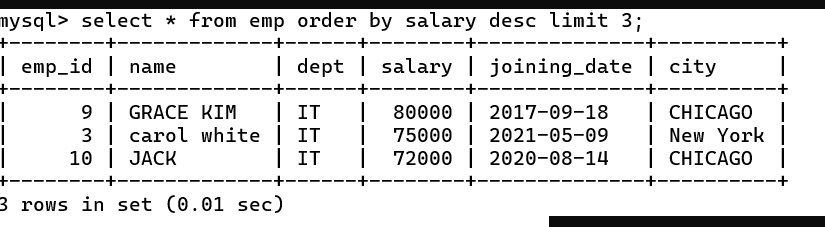 mysql> select * from emp order by salary desc limit 3;
+--------+-------------+------+--------+--------------+----------+
| emp_id | name        | dept | salary | joining_date | city     |
+--------+-------------+------+--------+--------------+----------+
|      9 | GRACE KIM   | IT   |  80000 | 2017-09-18   | CHICAGO  |
|      3 | carol white | IT   |  75000 | 2021-05-09   | New York |
|     10 | JACK        | IT   |  72000 | 2020-08-14   | CHICAGO  |
+--------+-------------+------+--------+--------------+----------+
3 rows in set (0.01 sec)